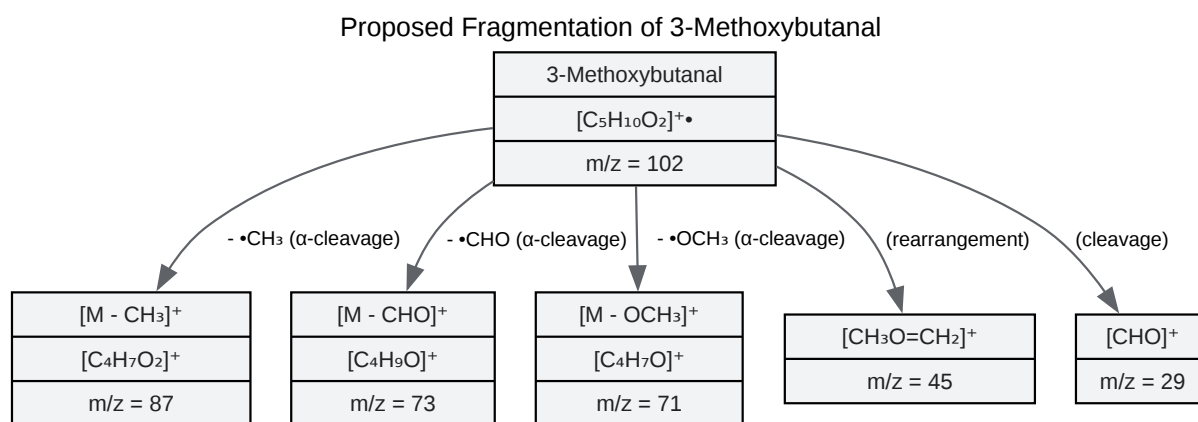 Proposed Fragmentation of 3-Methoxybutanal
3-Methoxybutanal
[C₅H₁₀O₂]⁺•
m/z = 102
- •CH₃ (α-cleavage)
- •CHO (α-cleavage)
- •OCH₃ (α-cleavage)
(rearrangement)
(cleavage)
[M - CH₃]⁺
[C₄H₇O₂]⁺
m/z = 87
[M - CHO]⁺
[C₄H₉O]⁺
m/z = 73
[M - OCH₃]⁺
[C₄H₇O]⁺
m/z = 71
[CH₃O=CH₂]⁺
m/z = 45
[CHO]⁺
m/z = 29